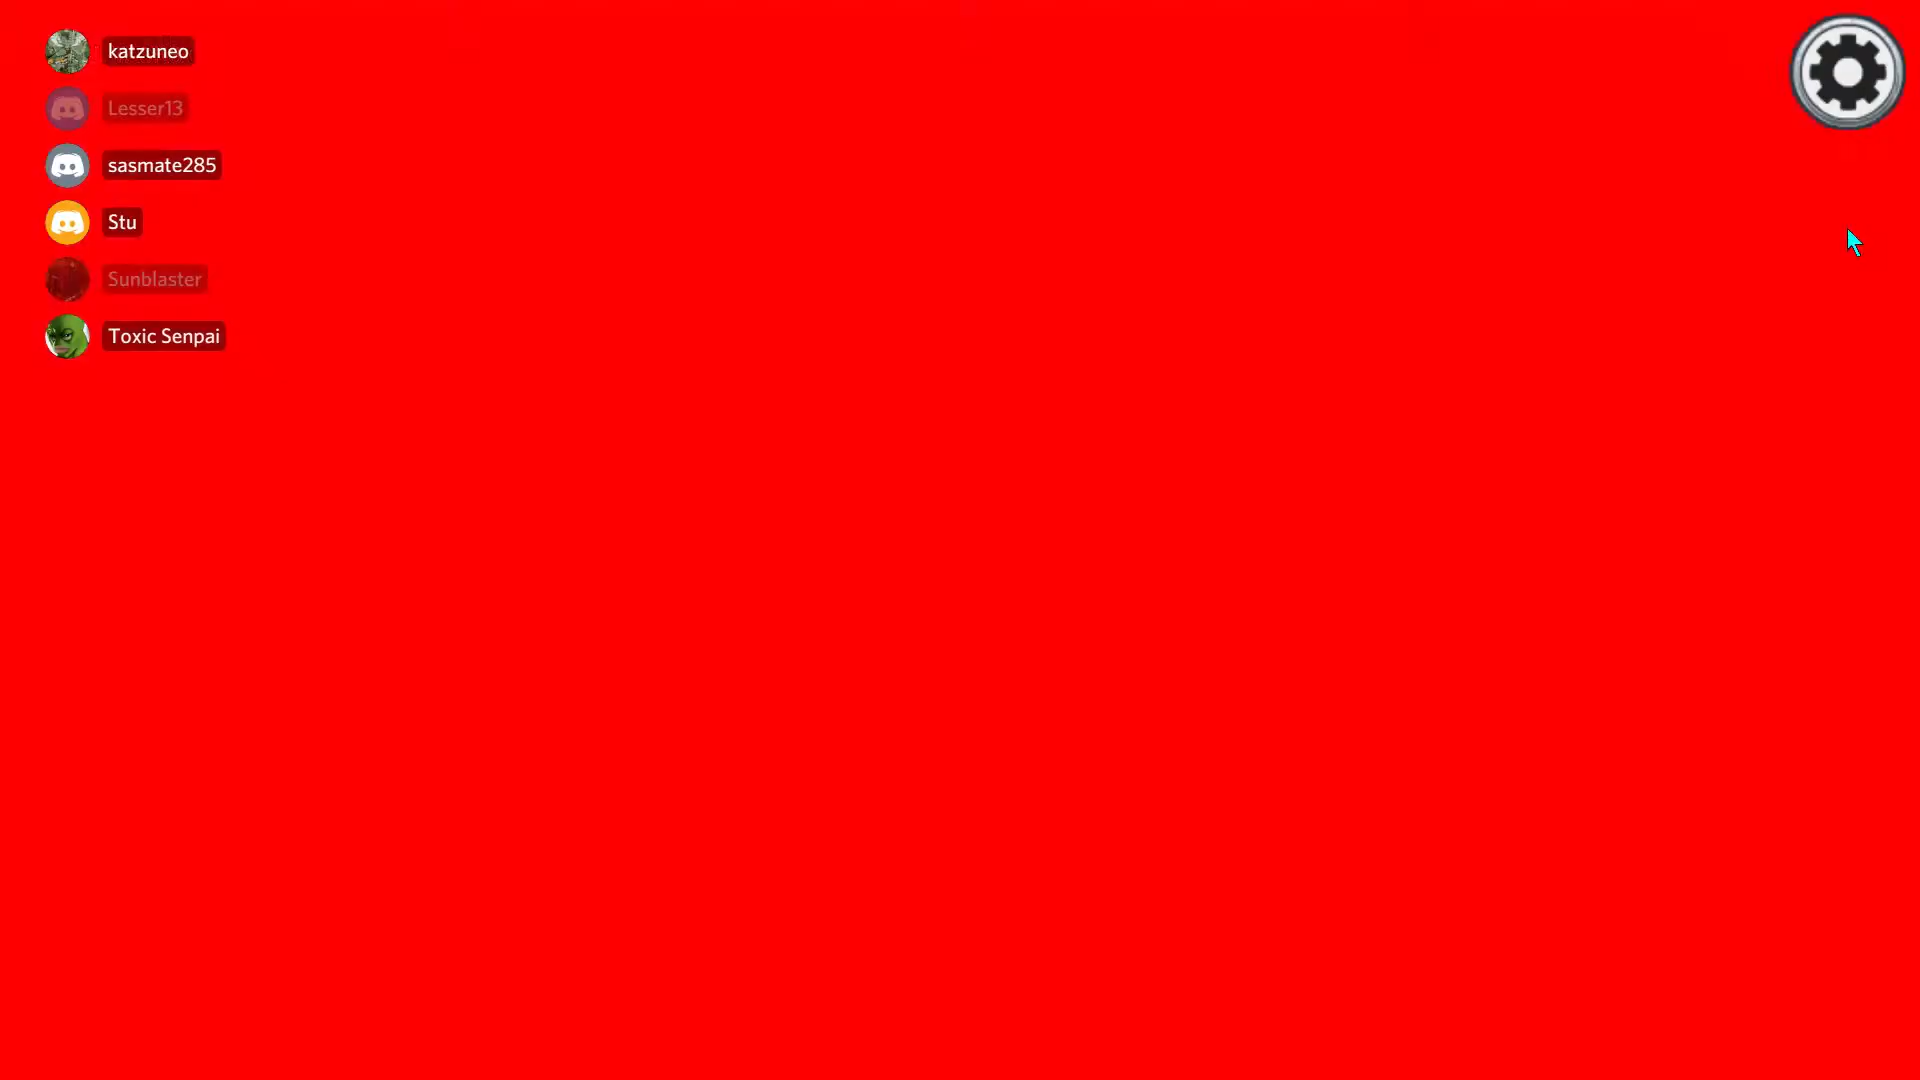 katzuneo
Lesser13
sasmate285
Stu
Sunblaster
Toxic Senpai